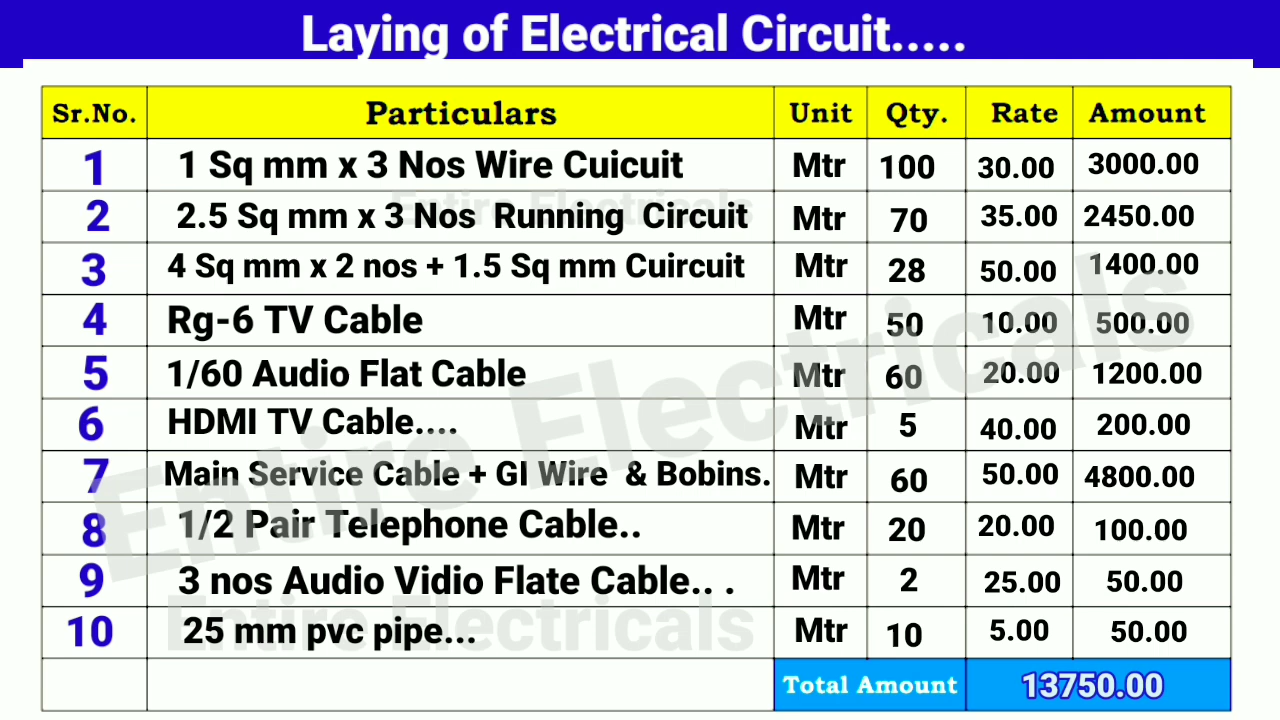 Laying of Electrical Circuit.....
Sr.No. Particulars Unit Qty. Rate Amount
1 1 Sq mm x 3 Nos Wire Cuicuit Mtr 100 30.00 3000.00
2 2.5 Sq mm x 3 Nos Running Circuit Mtr 70 35.00 2450.00
3 4 Sq mm x 2 nos + 1.5 Sq mm Cuircuit Mtr 28 50.00 1400.00
4 Rg-6 TV Cable Mtr 50 10.00 500.00
5 1/60 Audio Flat Cable Mtr 60 20.00 1200.00
6 HDMI TV Cable.... Mtr 5 40.00 200.00
7 Main Service Cable + GI Wire & Bobins. Mtr 60 50.00 4800.00
8 1/2 Pair Telephone Cable.. Mtr 20 20.00 100.00
9 3 nos Audio Vidio Flate Cable.. . Mtr 2 25.00 50.00
10 25 mm pvc pipe... Mtr 10 5.00 50.00
Total Amount 13750.00
Entire Electricals
Entire Electricals
Entire Electricals